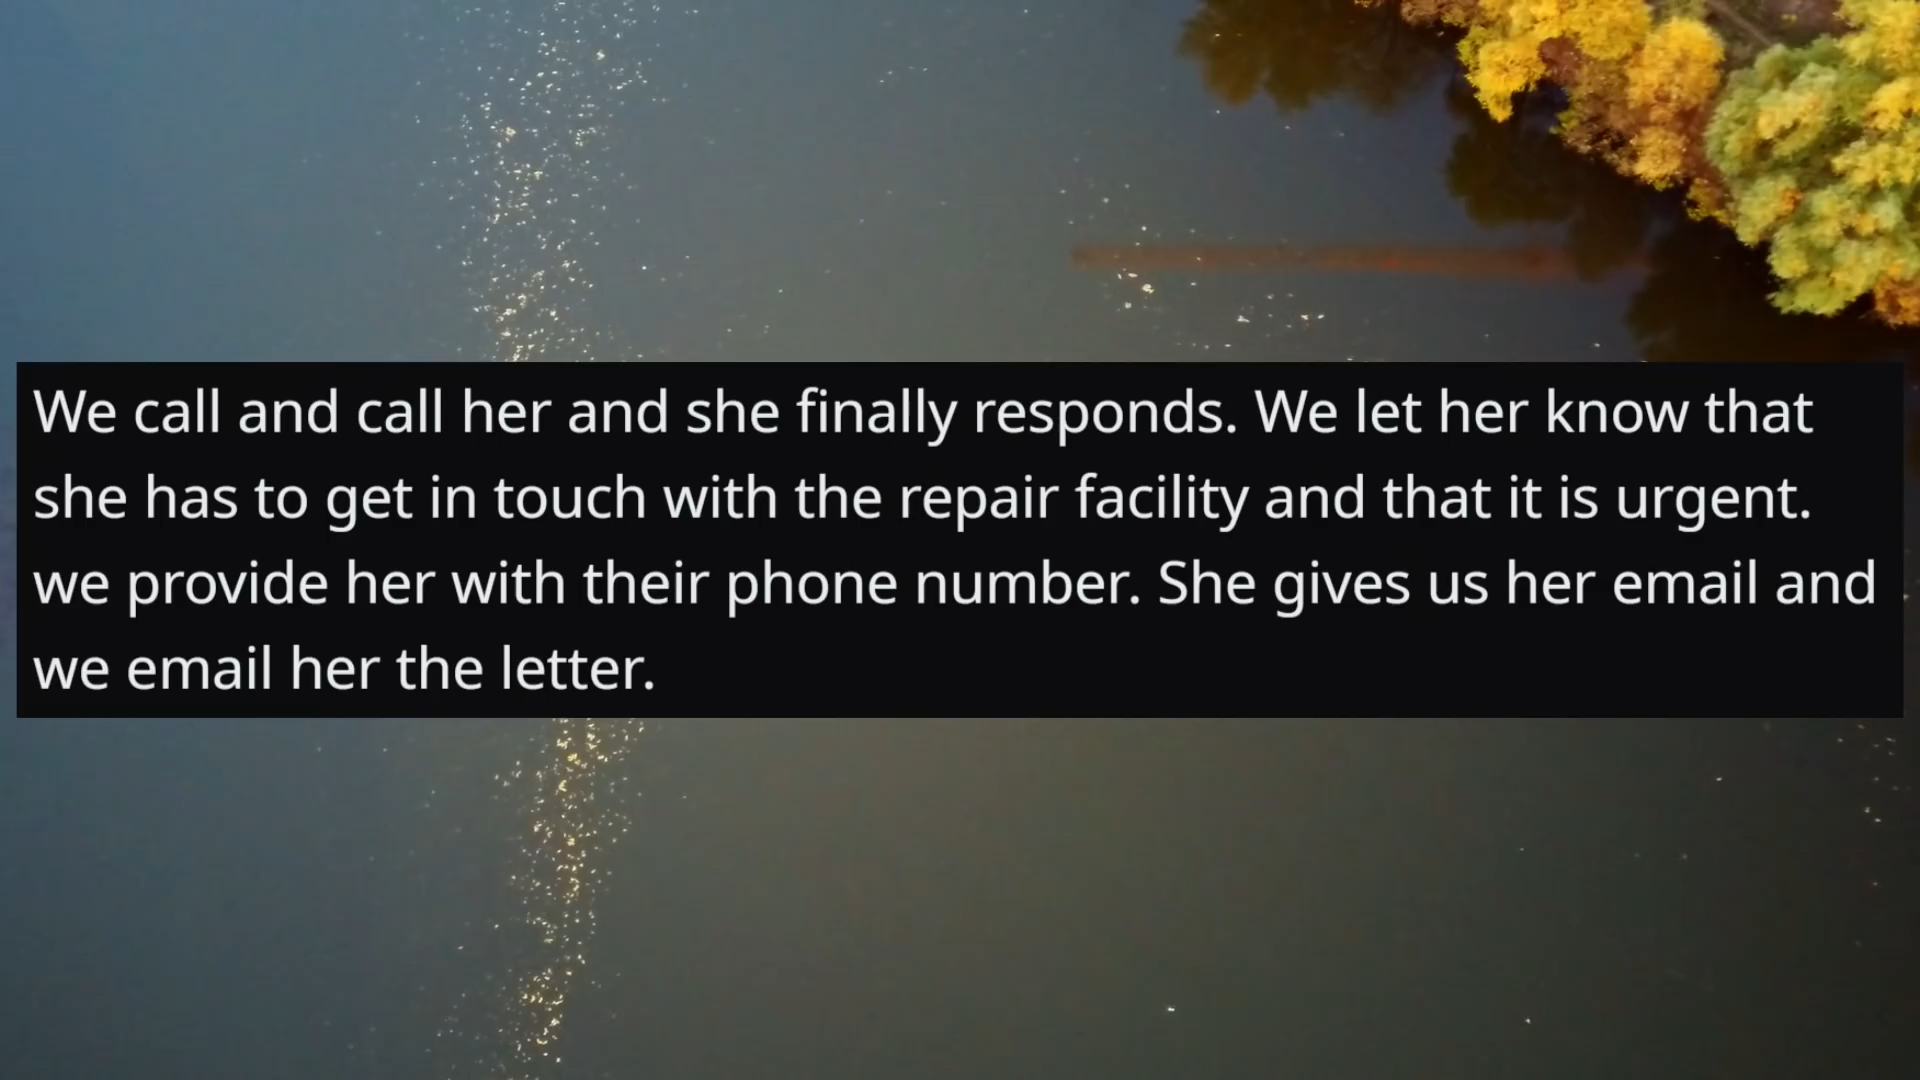 We call and call her and she finally responds. We let her know that
she has to get in touch with the repair facility and that it is urgent.
we provide her with their phone number. She gives us her email and
we email her the letter.